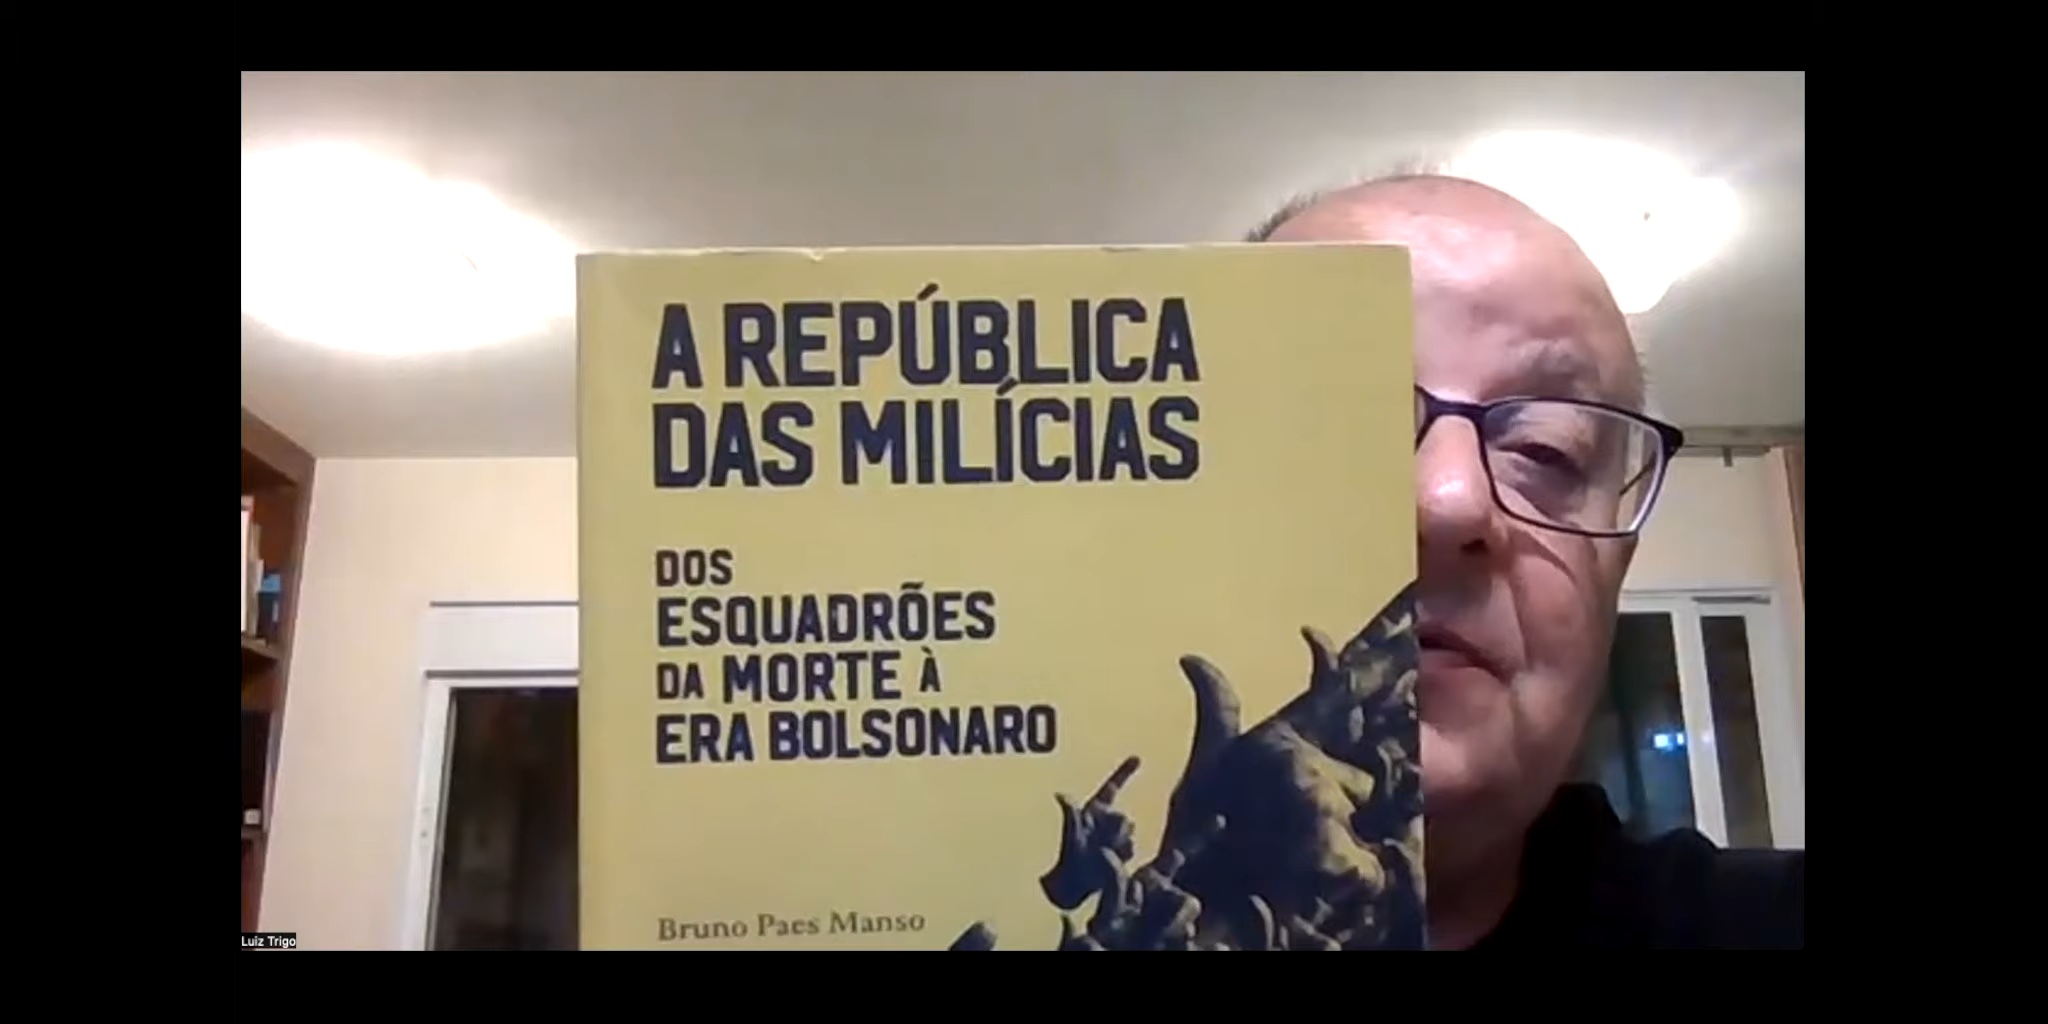 A REPÚBLICA
DAS MILÍCIAS
DOS
ESQUADRÕES
DA MORTE À
ERA BOLSONARO
Bruno Paes Manso
Luiz Trigo